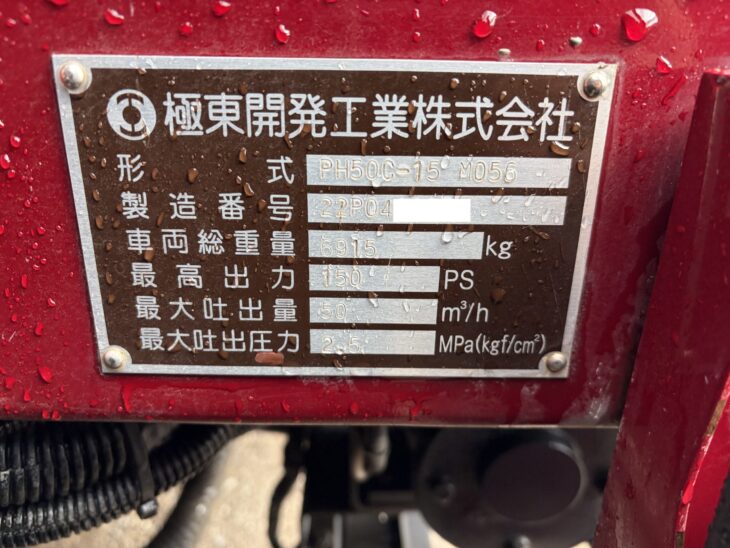 極東開発工業株式会社
形式 PH50C-15 M056
製造番号 22P04
車両総重量 6915 kg
最高出力 150 PS
最大吐出量 50 m³/h
最大吐出圧力 2.5 MPa(kgf/cm²)